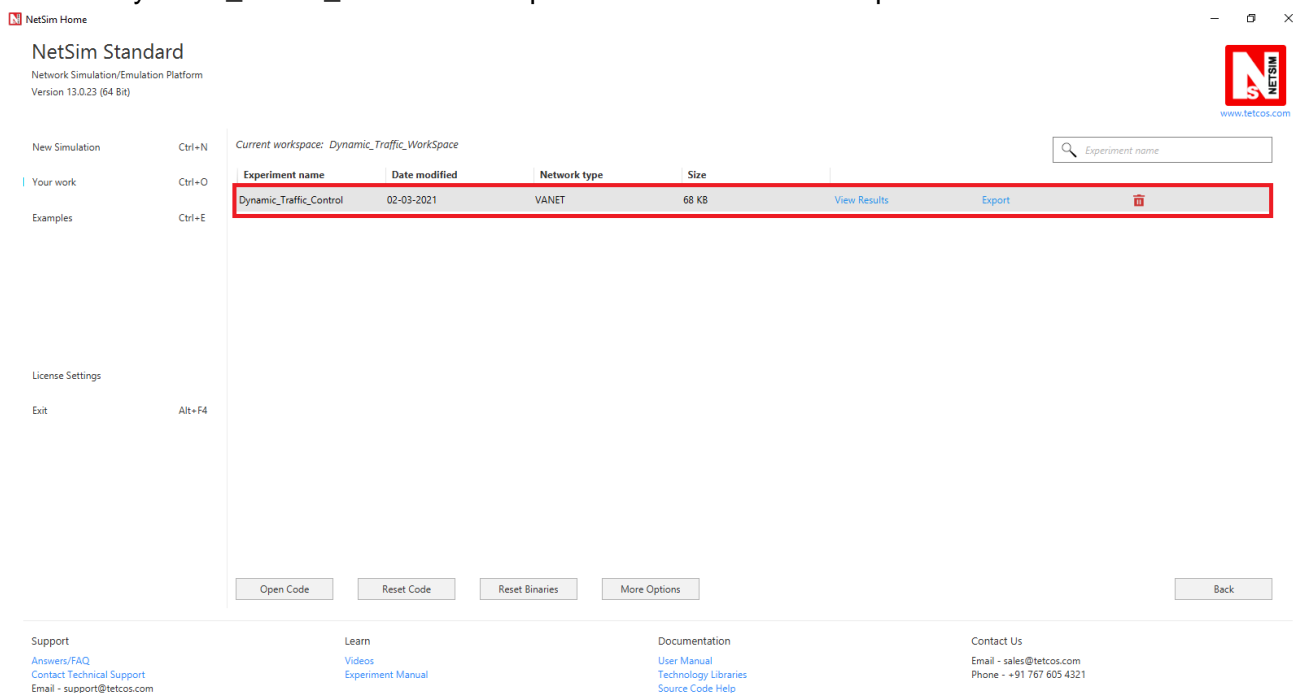 NetSim Home
NetSim Standard
Network Simulation/Emulation Platform
Version 13.0.23 (64 Bit)
NETSIM
www.tetcos.com
New Simulation Ctrl+N
Your work Ctrl+O
Examples Ctrl+E
License Settings
Exit Alt+F4
Current workspace: Dynamic_Traffic_WorkSpace
Experiment name
Experiment name Date modified Network type Size
Dynamic_Traffic_Control 02-03-2021 VANET 68 KB View Results Export
Open Code Reset Code Reset Binaries More Options Back
Support
Answers/FAQ
Contact Technical Support
Email - support@tetcos.com
Learn
Videos
Experiment Manual
Documentation
User Manual
Technology Libraries
Source Code Help
Contact Us
Email - sales@tetcos.com
Phone - +91 767 605 4321